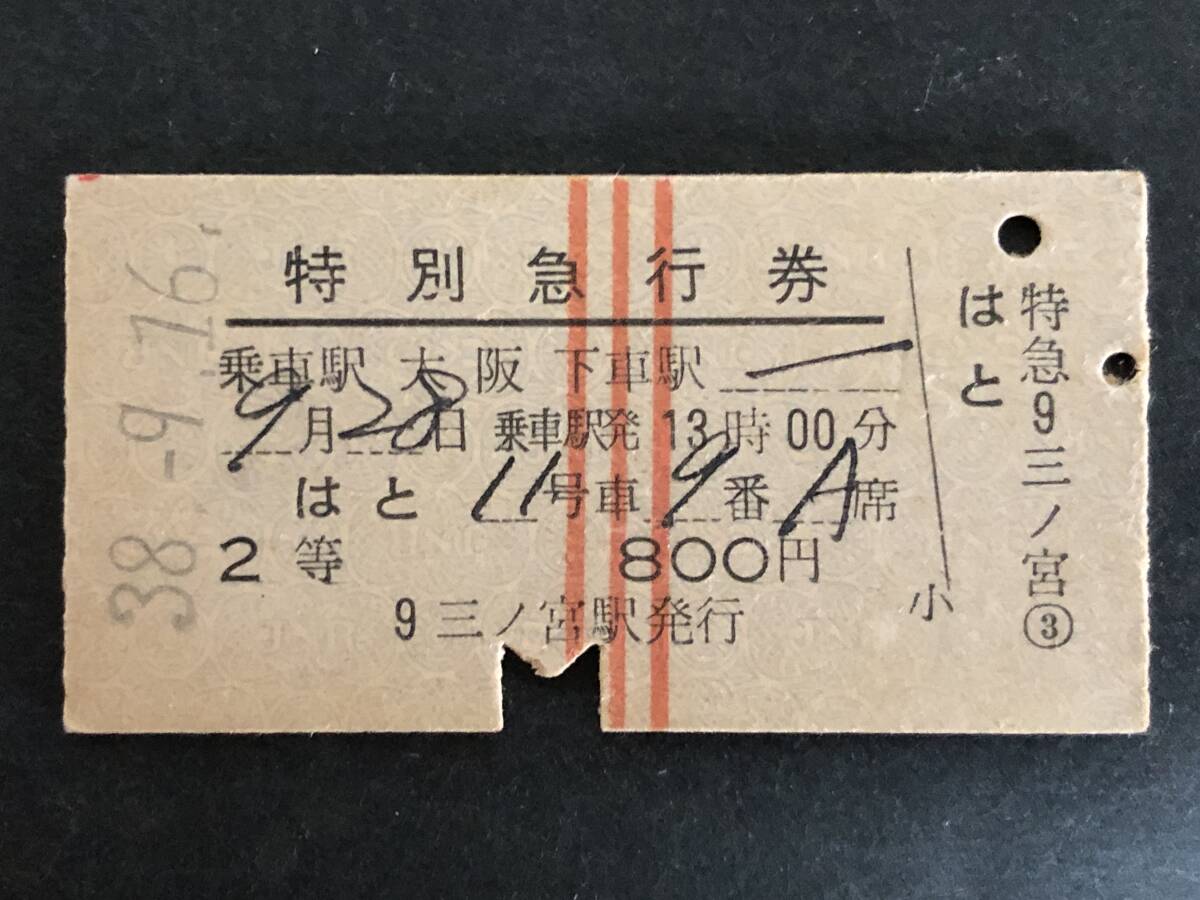 38.-9.16
特別急行券
乗車駅 大阪 下車駅 ―
9月28日 乗車駅発 13時00分
はと 11号車 9番 A席
2等 800円
9 三ノ宮駅発行
小
特急9三ノ宮③
はと